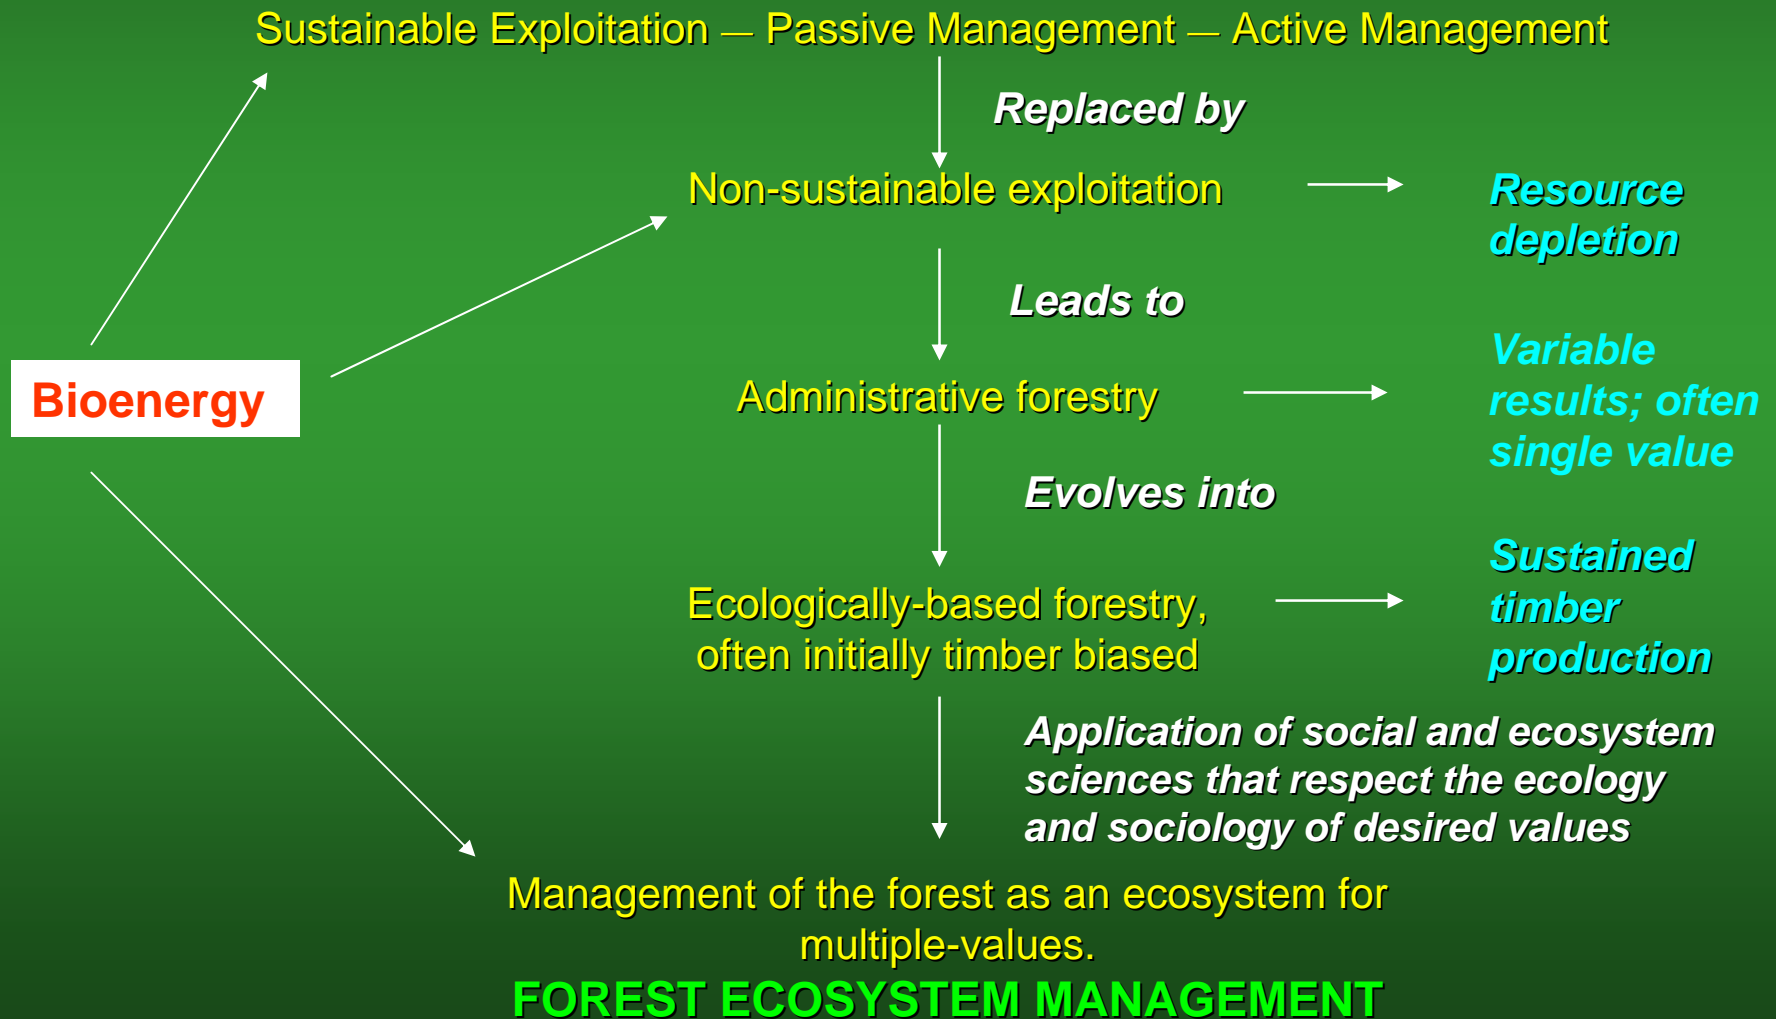 Sustainable Exploitation — Passive Management — Active Management
Replaced by
Non-sustainable exploitation
Resource
depletion
Leads to
Bioenergy
Administrative forestry
Variable
results; often
single value
Evolves into
Ecologically-based forestry,
often initially timber biased
Sustained
timber
production
Application of social and ecosystem
sciences that respect the ecology
and sociology of desired values
Management of the forest as an ecosystem for
multiple-values.
FOREST ECOSYSTEM MANAGEMENT